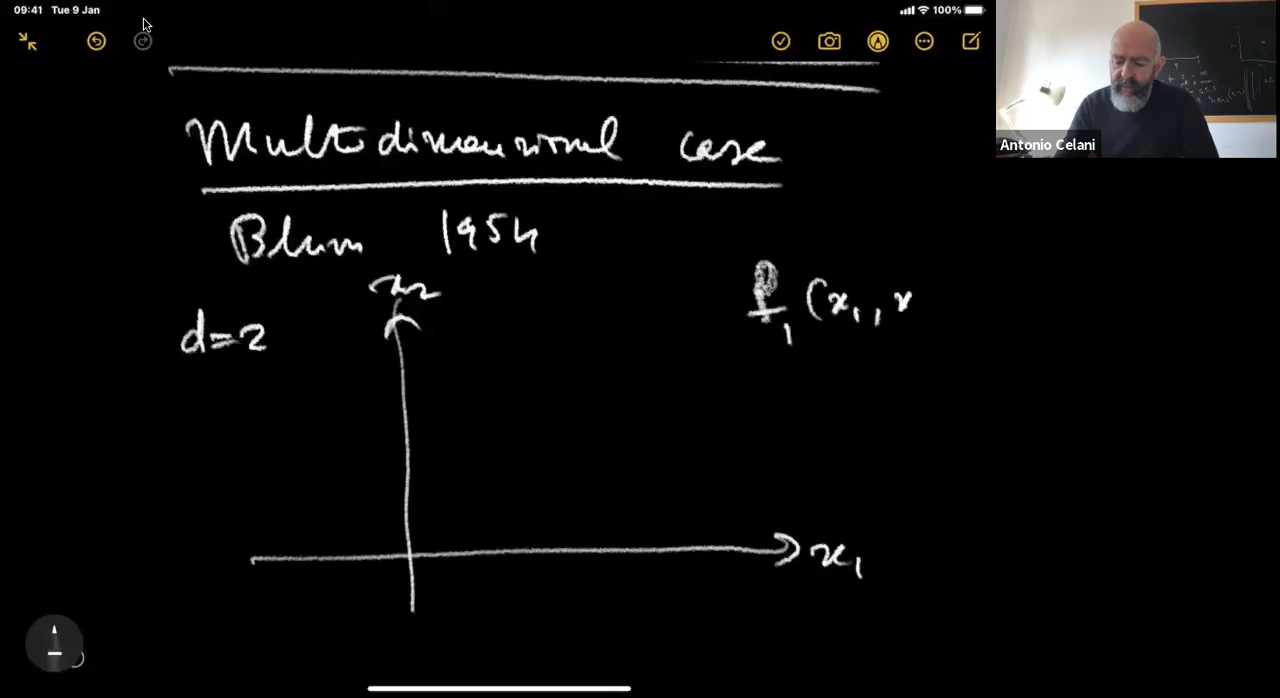 09:41 Tue 9 Jan
100%
Antonio Celani
Multidimensional case
Blum 1954
x₂
d=2
f₁ (x₁, x
x₁